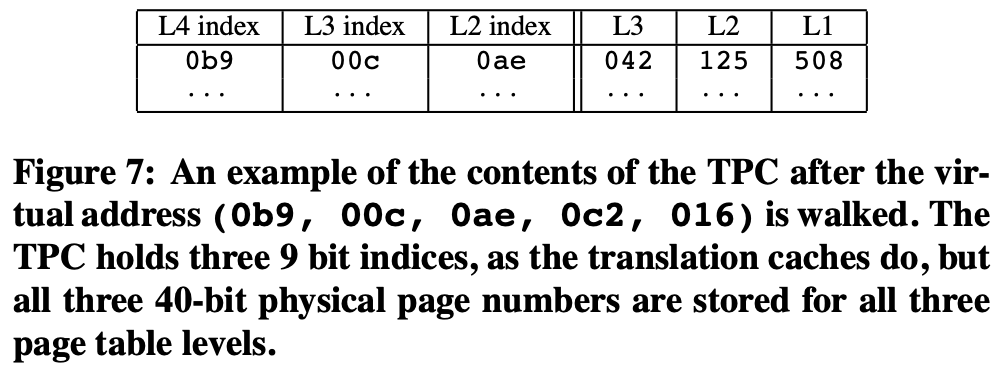 L4 index L3 index L2 index L3 L2 L1
0b9 00c 0ae 042 125 508
... ... ... ... ... ...
Figure 7: An example of the contents of the TPC after the vir-
tual address (0b9, 00c, 0ae, 0c2, 016) is walked. The
TPC holds three 9 bit indices, as the translation caches do, but
all three 40-bit physical page numbers are stored for all three
page table levels.